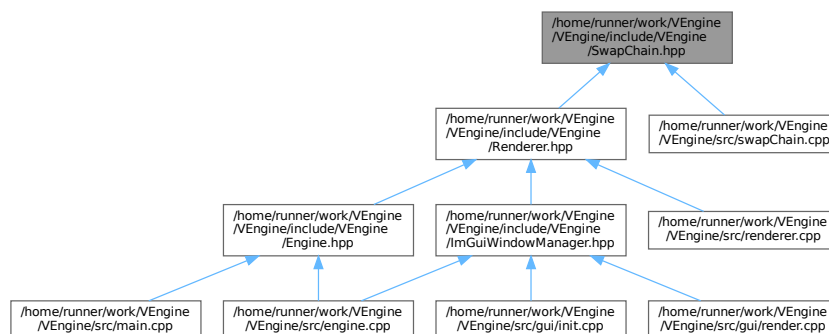 /home/runner/work/VEngine
/VEngine/include/VEngine
/SwapChain.hpp
/home/runner/work/VEngine
/VEngine/include/VEngine
/Renderer.hpp
/home/runner/work/VEngine
/VEngine/src/swapChain.cpp
/home/runner/work/VEngine
/VEngine/include/VEngine
/Engine.hpp
/home/runner/work/VEngine
/VEngine/include/VEngine
/ImGuiWindowManager.hpp
/home/runner/work/VEngine
/VEngine/src/renderer.cpp
/home/runner/work/VEngine
/VEngine/src/main.cpp
/home/runner/work/VEngine
/VEngine/src/engine.cpp
/home/runner/work/VEngine
/VEngine/src/gui/init.cpp
/home/runner/work/VEngine
/VEngine/src/gui/render.cpp